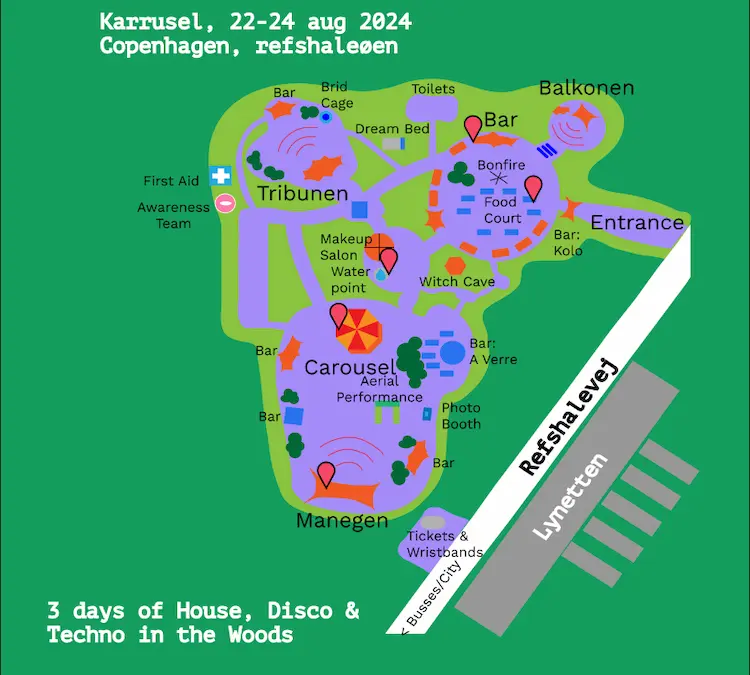 Karrusel, 22-24 aug 2024
Copenhagen, refshaleøen
Balkonen
Brid
Cage
Bar
Toilets
Bar
Dream Bed
Bonfire
First Aid
Tribunen
Food
Court
Awareness
Team
Entrance
Bar:
Kolo
Makeup
Salon
Water
point
Witch Cave
Bar
Carousel
Bar:
A Verre
Aerial
Performance
Bar
Photo
Booth
Bar
Manegen
Refshalevej
Lynetten
Tickets &
Wristbands
< Busses/City
3 days of House, Disco &
Techno in the Woods